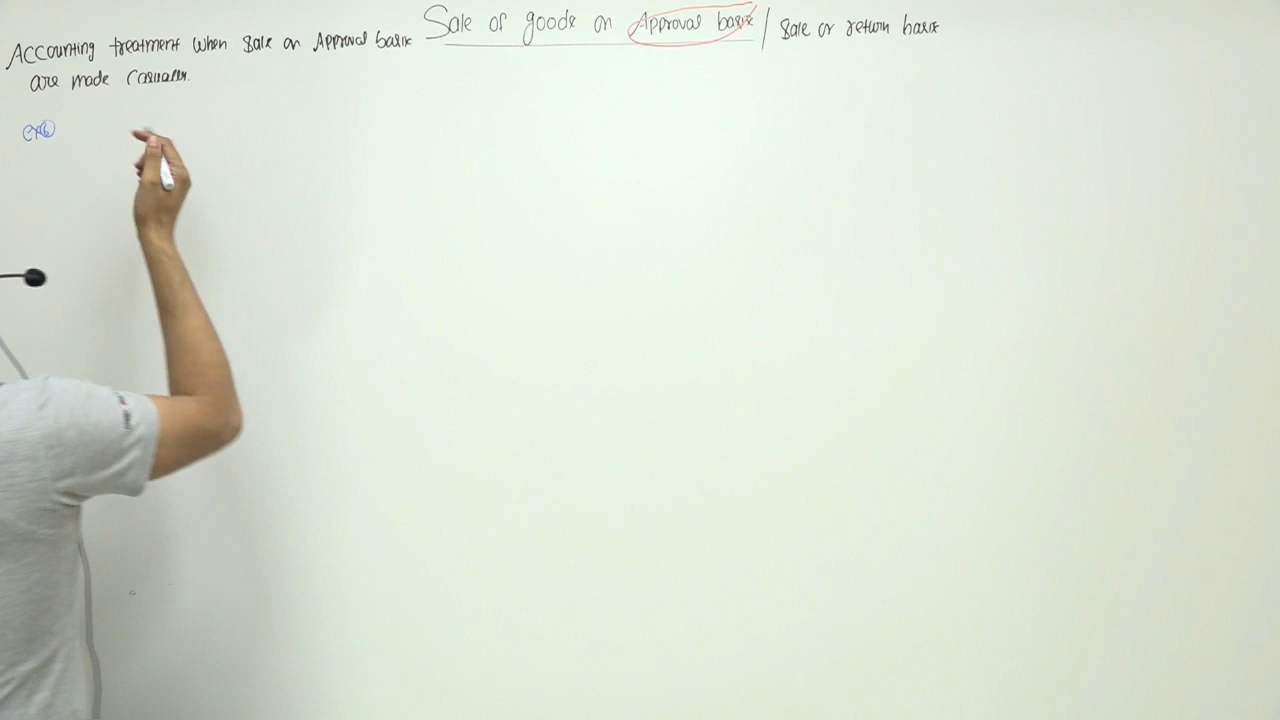 Sale of goods on Approval basis / Sale or return basis
Accounting treatment when sale on Approval basis
are made casually.